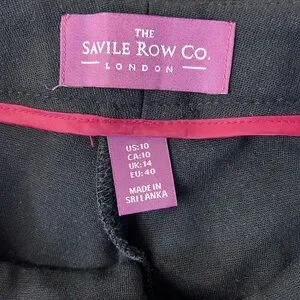 THE
SAVILE ROW CO.
LONDON
US:10
CA:10
UK:14
EU:40
MADE IN
SRI LANKA